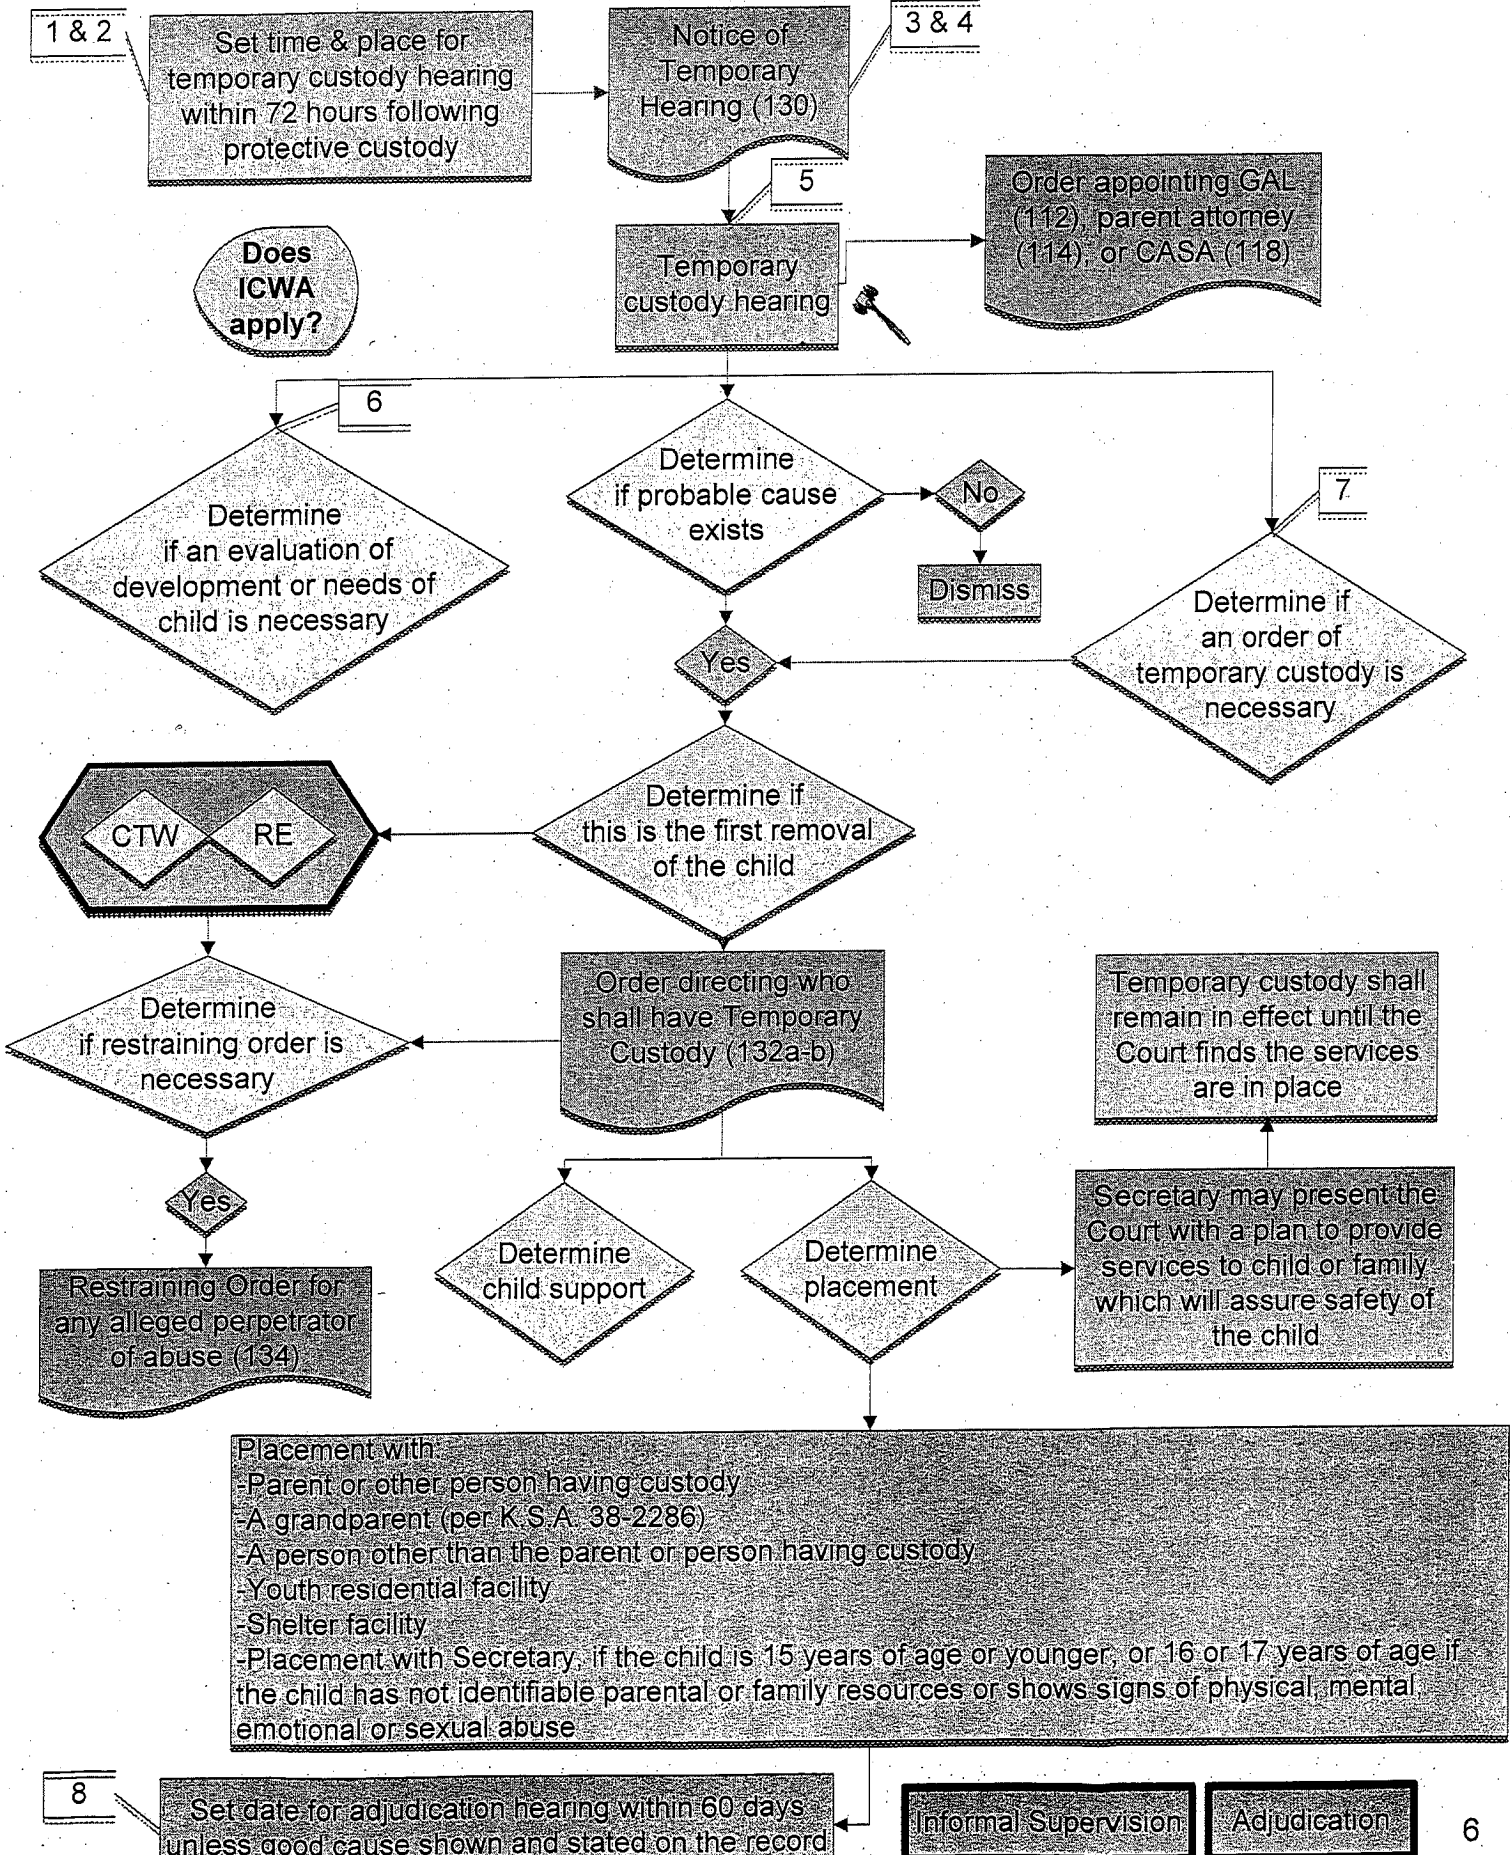 1 & 2
Set time & place for
temporary custody hearing
within 72 hours following
protective custody
Notice of
Temporary
Hearing (130)
3 & 4
5
Order appointing GAL
(112), parent attorney
(114), or CASA (118)
Does
ICWA
apply?
Temporary
custody hearing
6
Determine
if an evaluation of
development or needs of
child is necessary
Determine
if probable cause
exists
No
Dismiss
7
Determine if
an order of
temporary custody is
necessary
Yes
CTW
RE
Determine if
this is the first removal
of the child
Determine
if restraining order is
necessary
Order directing who
shall have Temporary
Custody (132a-b)
Temporary custody shall
remain in effect until the
Court finds the services
are in place
Yes
Restraining Order for
any alleged perpetrator
of abuse (134)
Determine
child support
Determine
placement
Secretary may present the
Court with a plan to provide
services to child or family
which will assure safety of
the child
Placement with:
-Parent or other person having custody
-A grandparent (per K.S.A. 38-2286)
-A person other than the parent or person having custody
-Youth residential facility
-Shelter facility
-Placement with Secretary, if the child is 15 years of age or younger, or 16 or 17 years of age if
the child has not identifiable parental or family resources or shows signs of physical, mental,
emotional or sexual abuse
8
Set date for adjudication hearing within 60 days
unless good cause shown and stated on the record
Informal Supervision
Adjudication
6